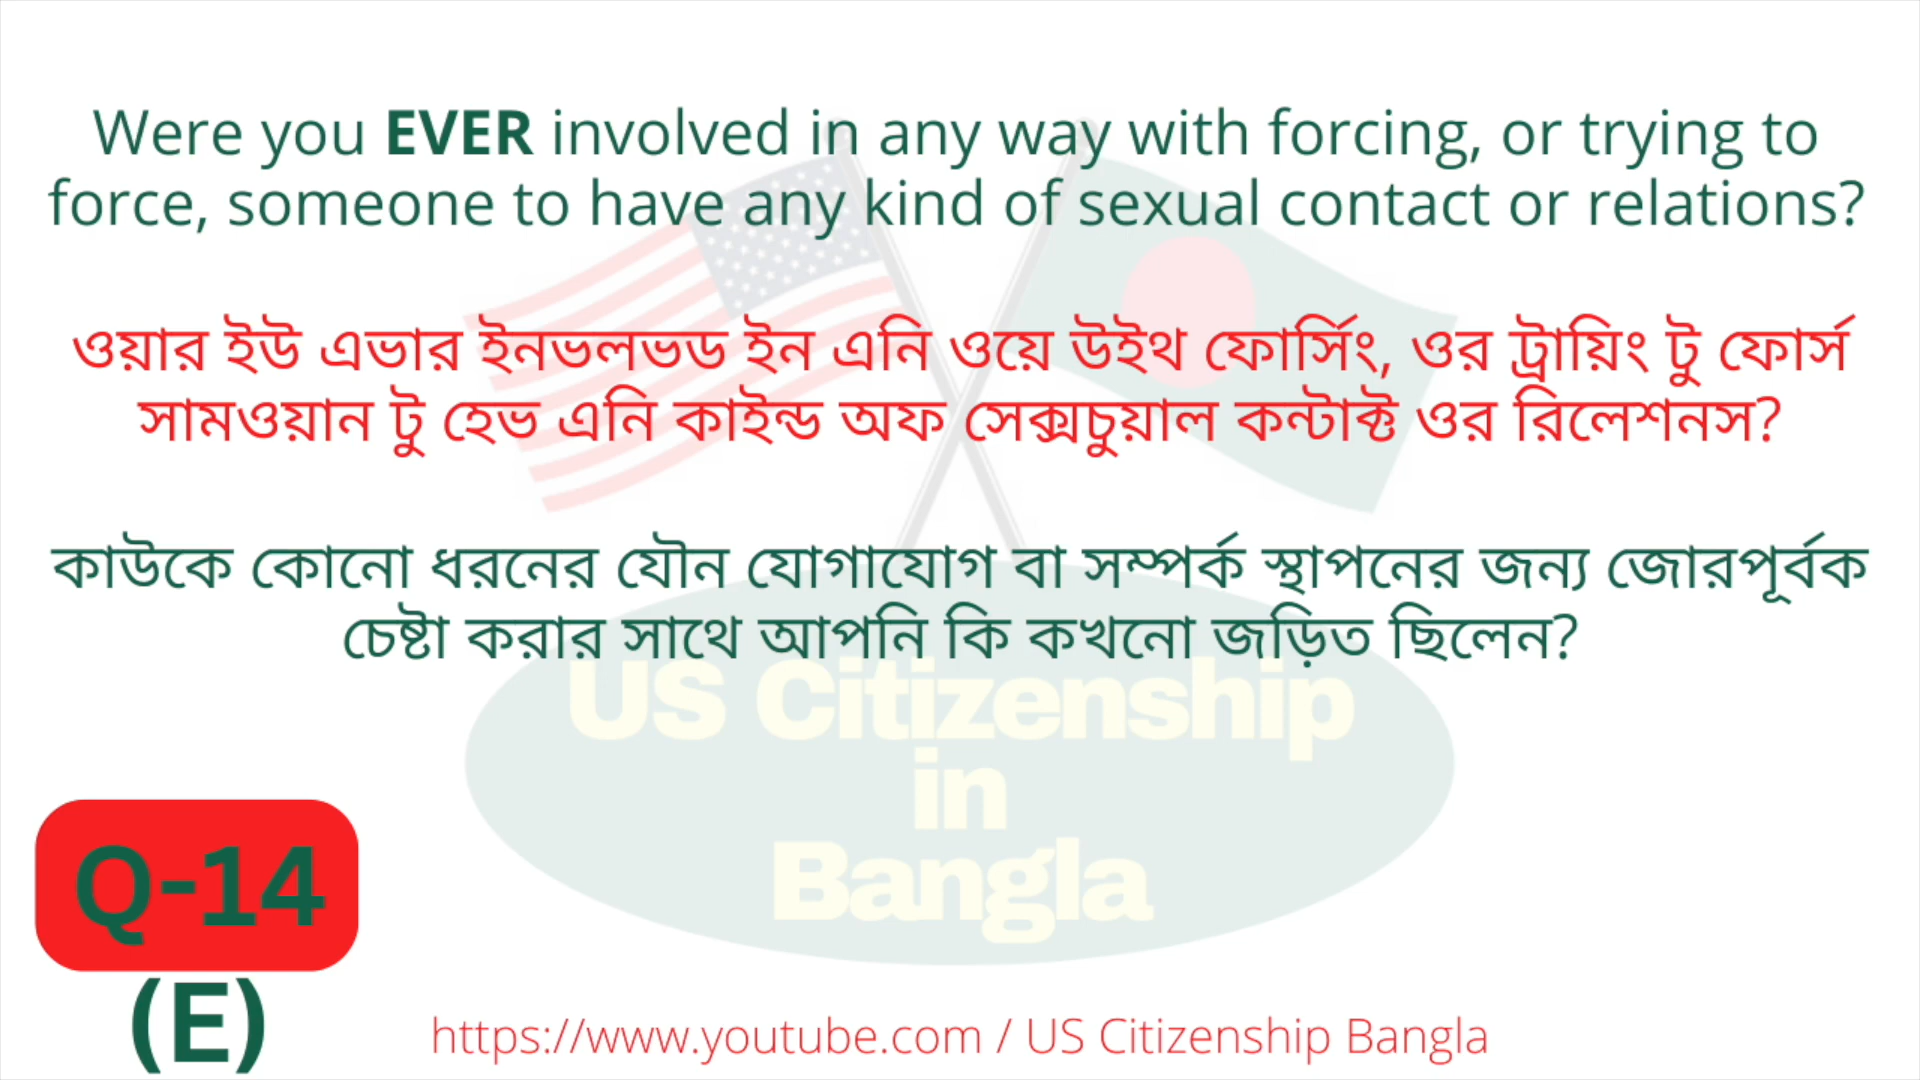 Were you EVER involved in any way with forcing, or trying to
force, someone to have any kind of sexual contact or relations?
ওয়ার ইউ এভার ইনভলভড ইন এনি ওয়ে উইথ ফোর্সিং, ওর ট্রায়িং টু ফোর্স
সামওয়ান টু হেভ এনি কাইন্ড অফ সেক্সচুয়াল কন্টাক্ট ওর রিলেশনস?
কাউকে কোনো ধরনের যৌন যোগাযোগ বা সম্পর্ক স্থাপনের জন্য জোরপূর্বক
চেষ্টা করার সাথে আপনি কি কখনো জড়িত ছিলেন?
US Citizenship
in
Bangla
Q-14
(E)
https://www.youtube.com / US Citizenship Bangla